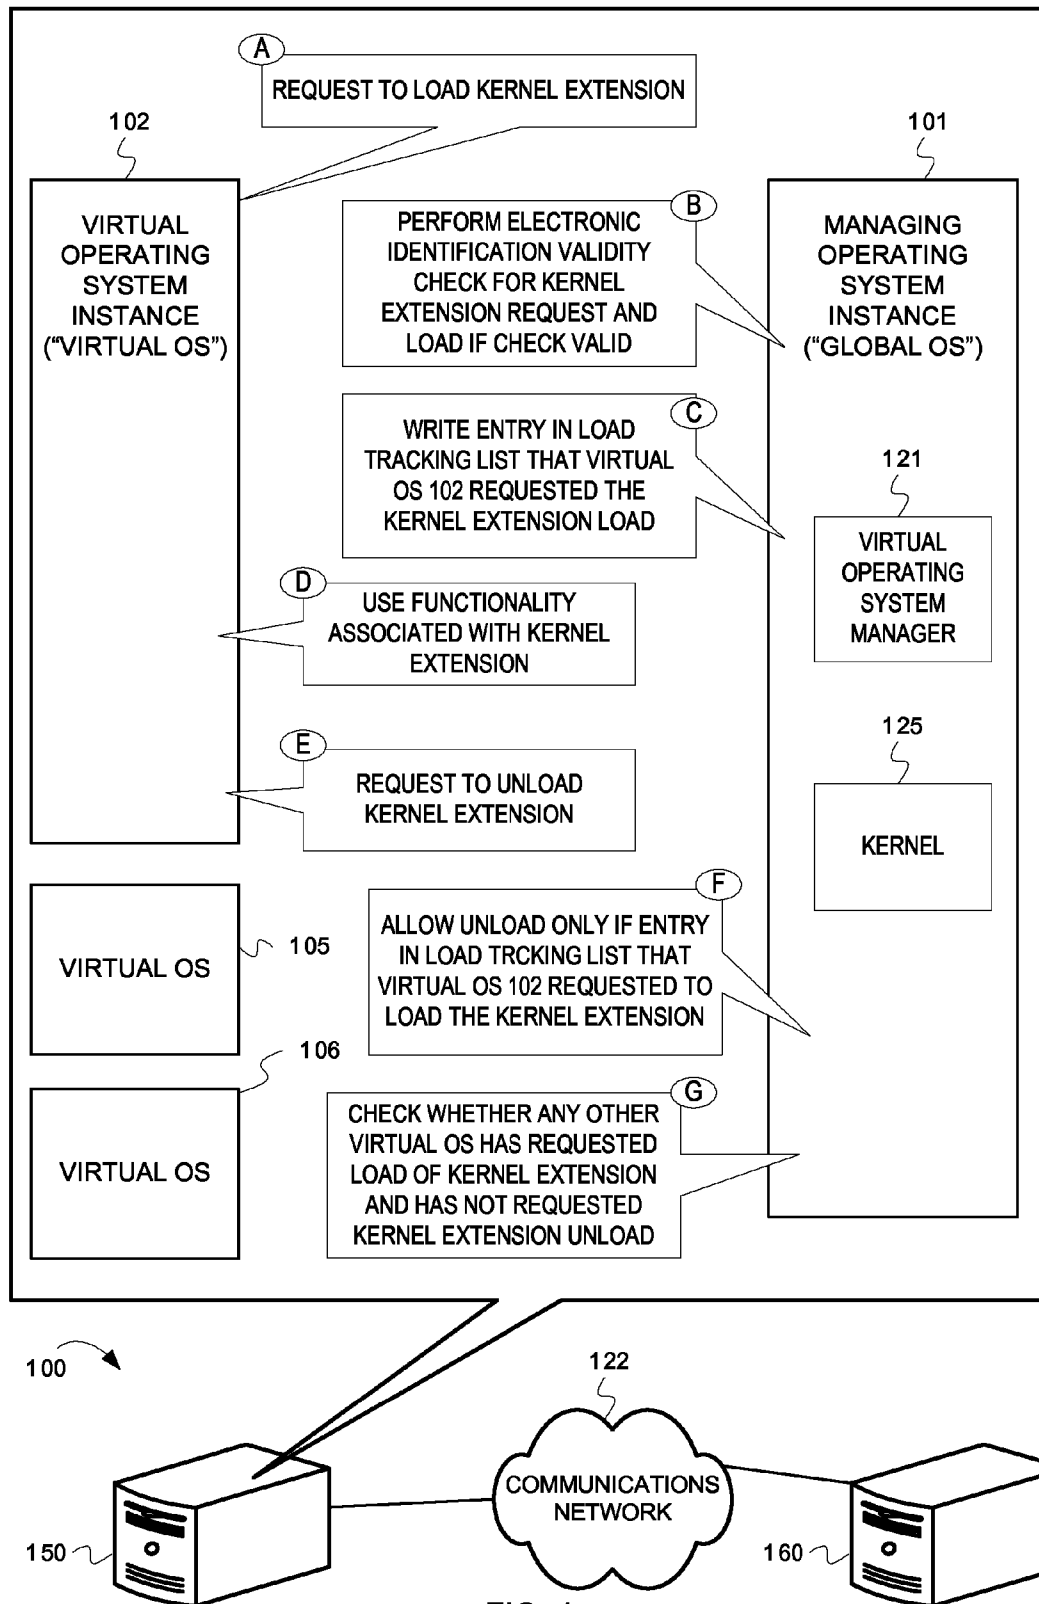 A
REQUEST TO LOAD KERNEL EXTENSION
102
101
VIRTUAL
OPERATING
SYSTEM
INSTANCE
("VIRTUAL OS")
B
PERFORM ELECTRONIC
IDENTIFICATION VALIDITY
CHECK FOR KERNEL
EXTENSION REQUEST AND
LOAD IF CHECK VALID
MANAGING
OPERATING
SYSTEM
INSTANCE
("GLOBAL OS")
C
WRITE ENTRY IN LOAD
TRACKING LIST THAT VIRTUAL
OS 102 REQUESTED THE
KERNEL EXTENSION LOAD
121
VIRTUAL
OPERATING
SYSTEM
MANAGER
D
USE FUNCTIONALITY
ASSOCIATED WITH KERNEL
EXTENSION
E
REQUEST TO UNLOAD
KERNEL EXTENSION
125
KERNEL
F
ALLOW UNLOAD ONLY IF ENTRY
IN LOAD TRCKING LIST THAT
VIRTUAL OS 102 REQUESTED TO
LOAD THE KERNEL EXTENSION
VIRTUAL OS
105
106
VIRTUAL OS
G
CHECK WHETHER ANY OTHER
VIRTUAL OS HAS REQUESTED
LOAD OF KERNEL EXTENSION
AND HAS NOT REQUESTED
KERNEL EXTENSION UNLOAD
100
122
COMMUNICATIONS
NETWORK
150
160